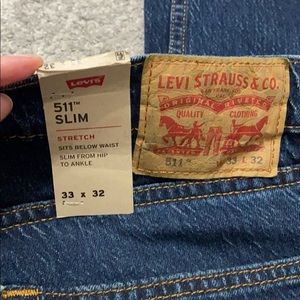 Levi's
511™
SLIM
STRETCH
SITS BELOW WAIST
SLIM FROM HIP
TO ANKLE
33 x 32
LEVI STRAUSS & CO.
ORIGINAL RIVETED
QUALITY CLOTHING
511 W 33 L 32